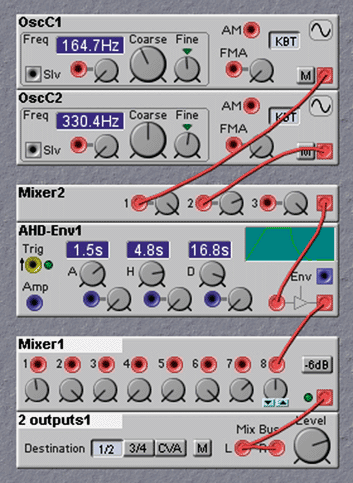 OscC1
Freq 164.7Hz Coarse Fine AM KBT
Slv FMA M
OscC2
Freq 330.4Hz Coarse Fine AM KBT
Slv FMA M
Mixer2
1 2 3
AHD-Env1
Trig 1.5s 4.8s 16.8s
A H D Env
Amp
Mixer1
1 2 3 4 5 6 7 8 -6dB
2 outputs1
Mix Bus Level
Destination 1/2 3/4 CVA M L R